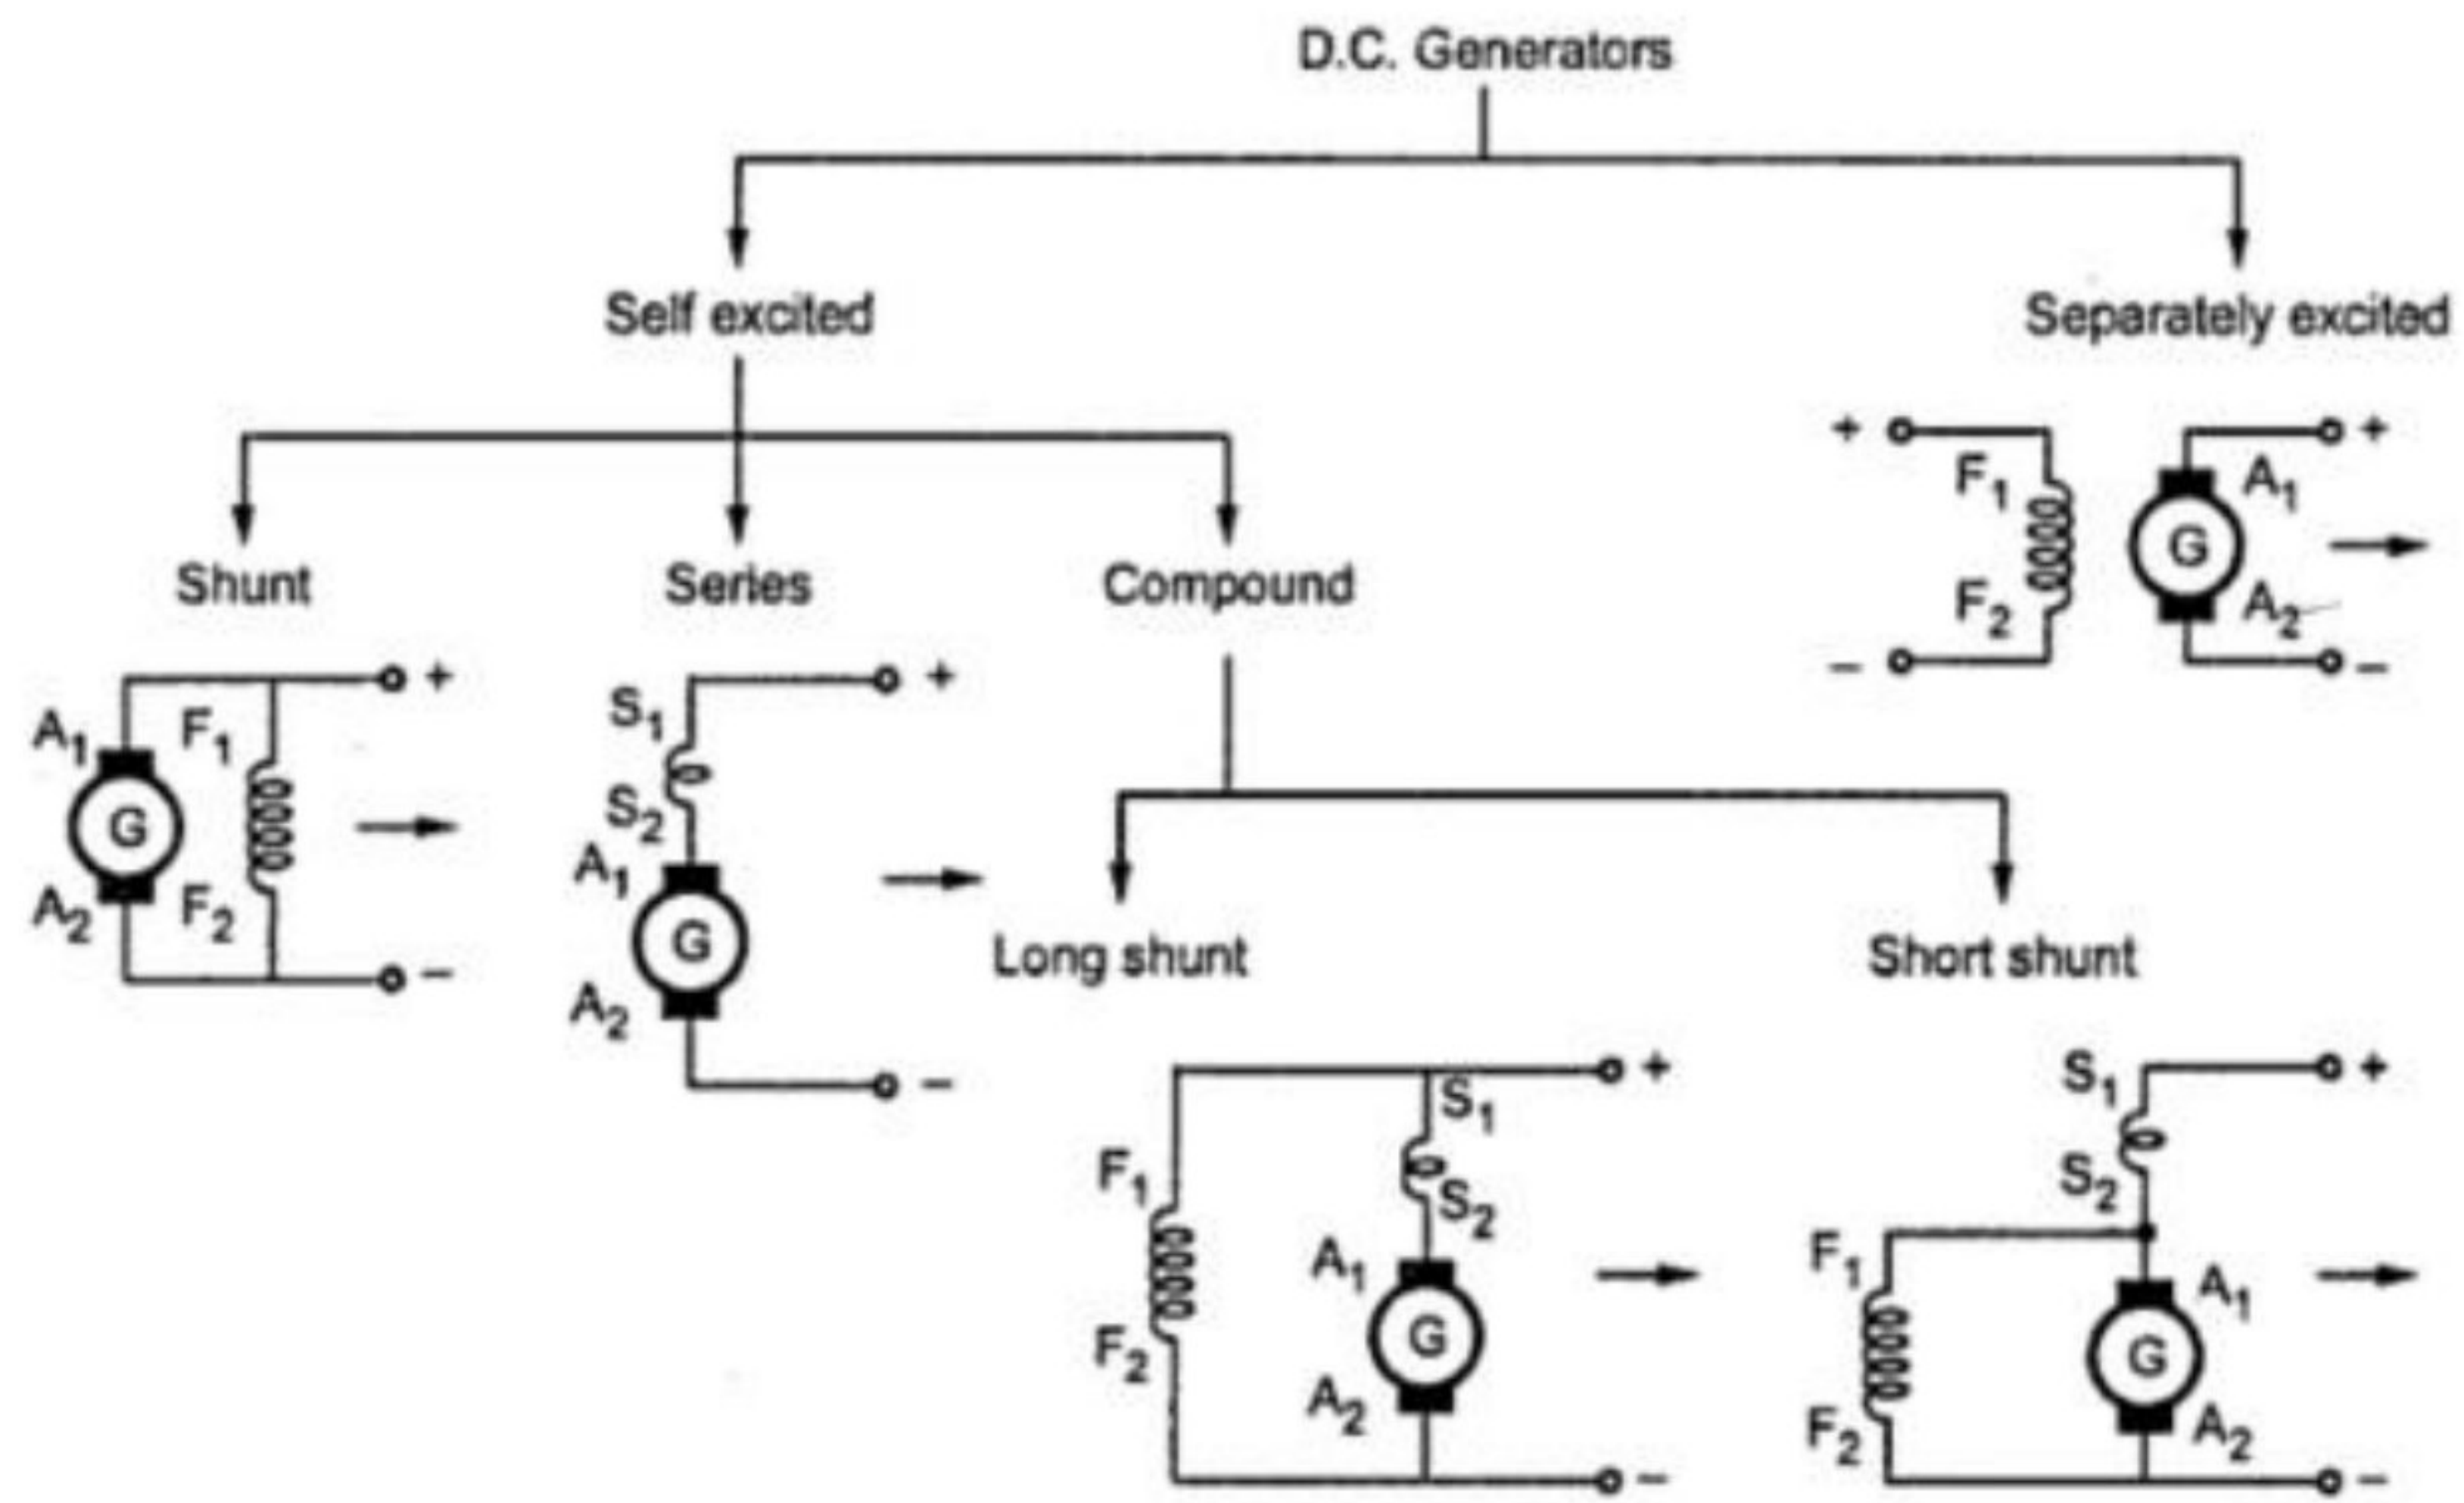 D.C. Generators
Self excited
Separately excited
+ +
F1 A1
G
F2 A2
− −
Shunt Series Compound
+
A1 F1
G
A2 F2
−
+
S1
S2
A1
G
A2
−
Long shunt Short shunt
+
S1
F1
S2
A1
G
F2
A2
−
+
S1
S2
F1
A1
G
F2 A2
−